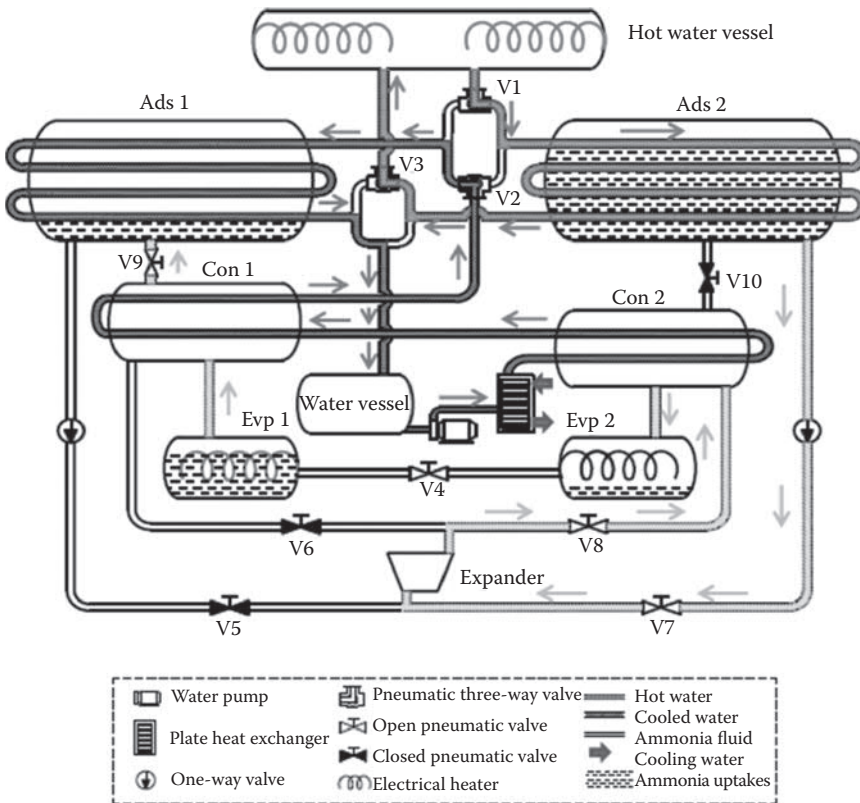 Hot water vessel
V1
Ads 1
Ads 2
V3
V2
V9
Con 1
V10
Con 2
Water vessel
Evp 1
Evp 2
V4
V6
V8
Expander
V5
V7
Water pump
Plate heat exchanger
One-way valve
Pneumatic three-way valve
Open pneumatic valve
Closed pneumatic valve
Electrical heater
Hot water
Cooled water
Ammonia fluid
Cooling water
Ammonia uptakes